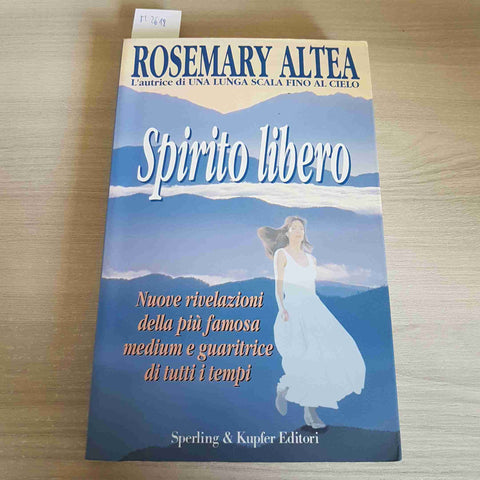 M 2619
ROSEMARY ALTEA
L'autrice di UNA LUNGA SCALA FINO AL CIELO
Spirito libero
Nuove rivelazioni
della più famosa
medium e guaritrice
di tutti i tempi
Sperling & Kupfer Editori